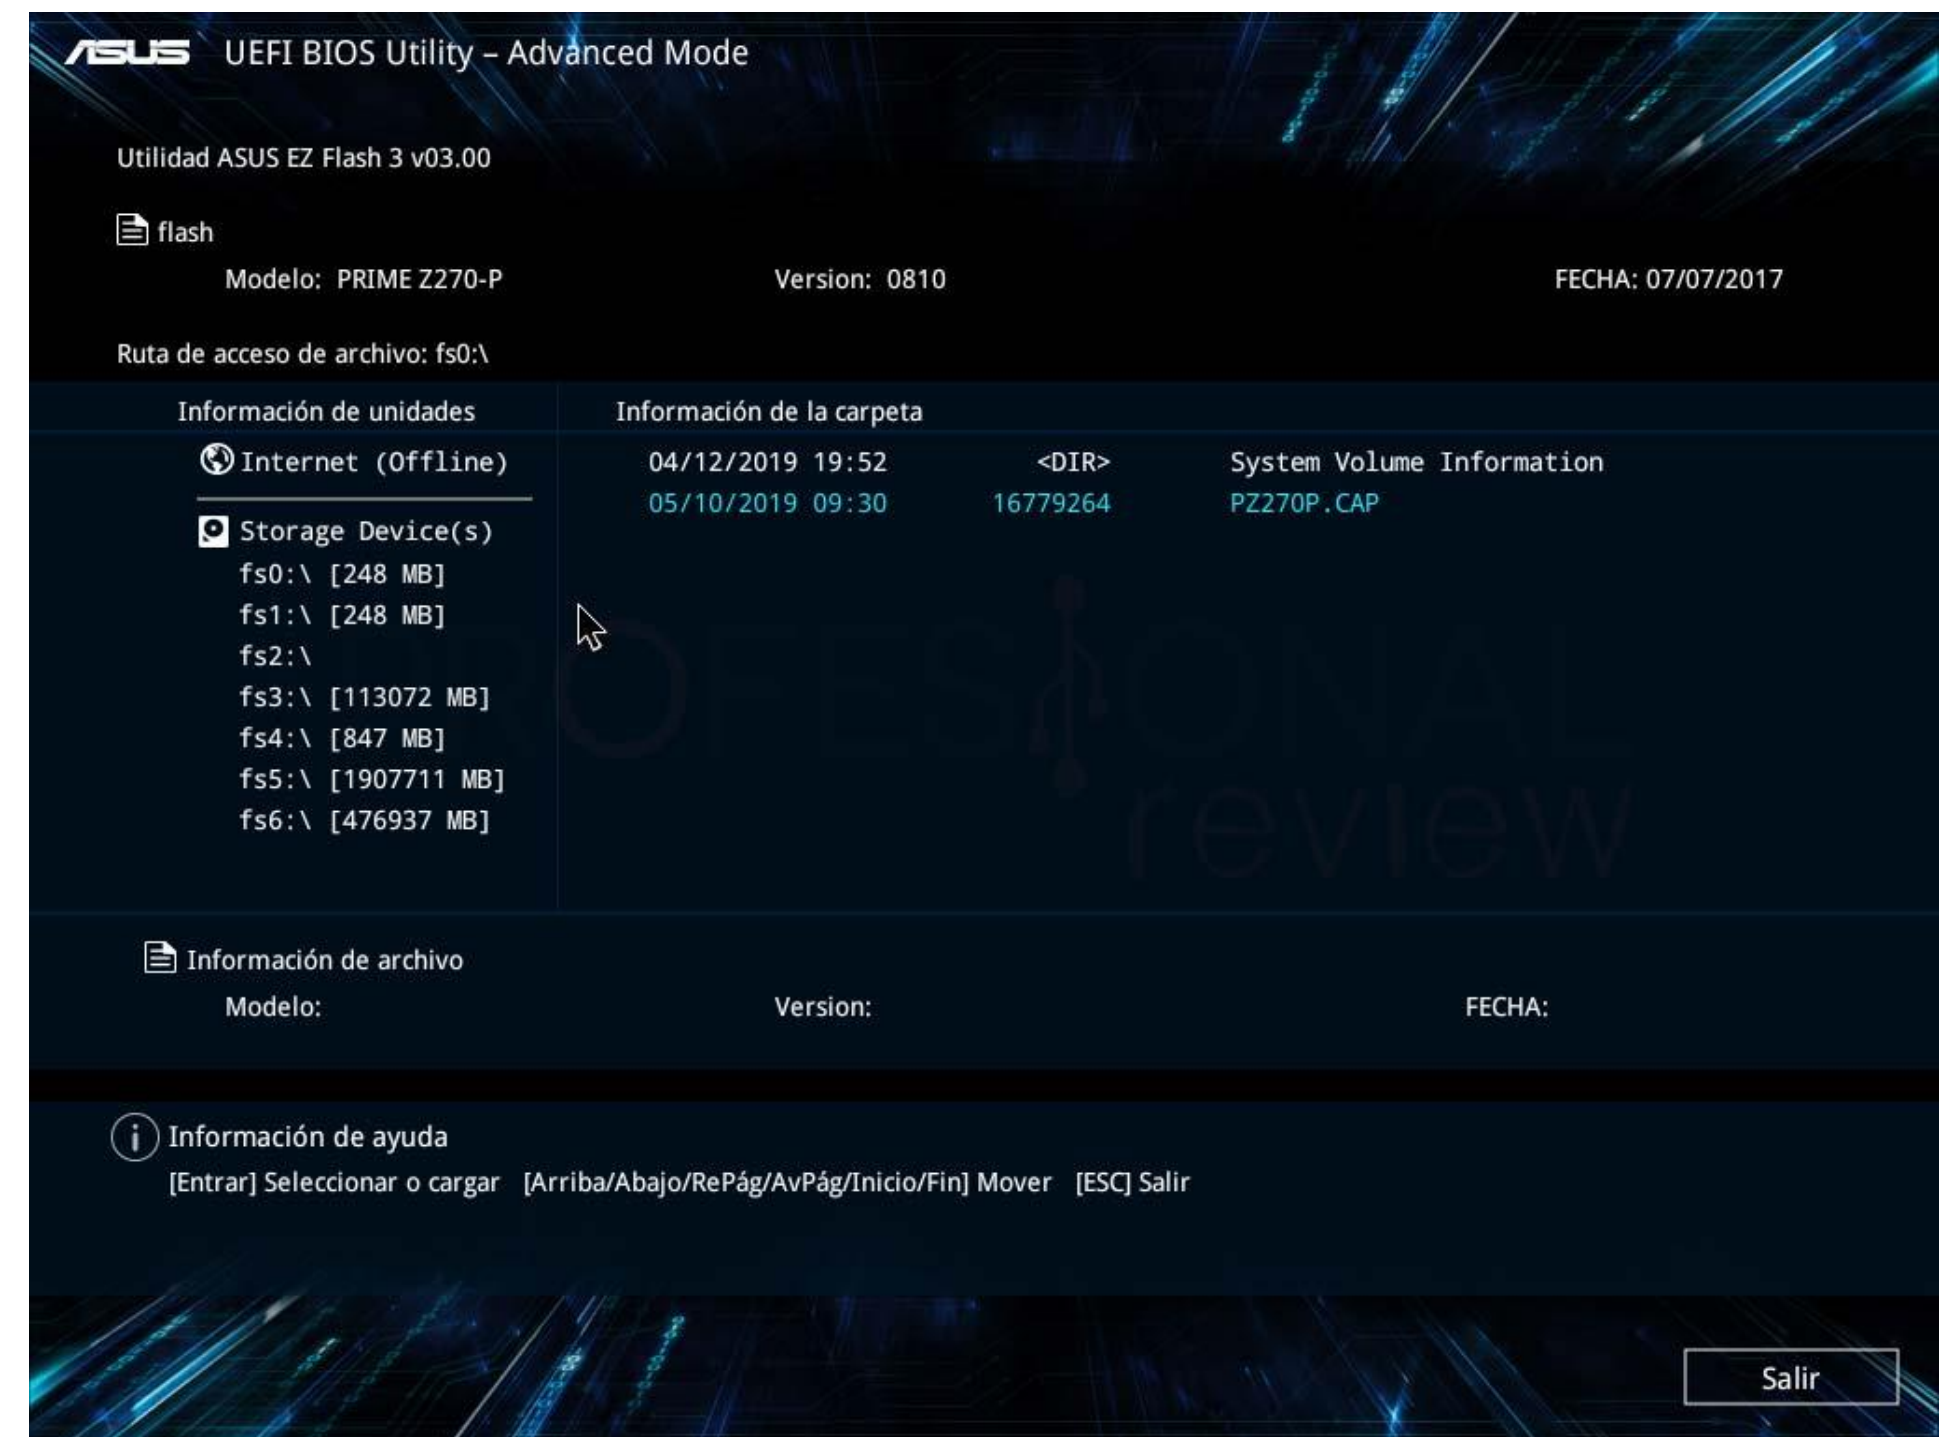 ASUS UEFI BIOS Utility – Advanced Mode
Utilidad ASUS EZ Flash 3 v03.00
flash
Modelo: PRIME Z270-P Version: 0810 FECHA: 07/07/2017
Ruta de acceso de archivo: fs0:\
Información de unidades Información de la carpeta
Internet (Offline) 04/12/2019 19:52 <DIR> System Volume Information
05/10/2019 09:30 16779264 PZ270P.CAP
Storage Device(s)
fs0:\ [248 MB]
fs1:\ [248 MB]
fs2:\
fs3:\ [113072 MB]
fs4:\ [847 MB]
fs5:\ [1907711 MB]
fs6:\ [476937 MB]
PROFESIONAL
review
Información de archivo
Modelo: Version: FECHA:
Información de ayuda
[Entrar] Seleccionar o cargar [Arriba/Abajo/RePág/AvPág/Inicio/Fin] Mover [ESC] Salir
Salir